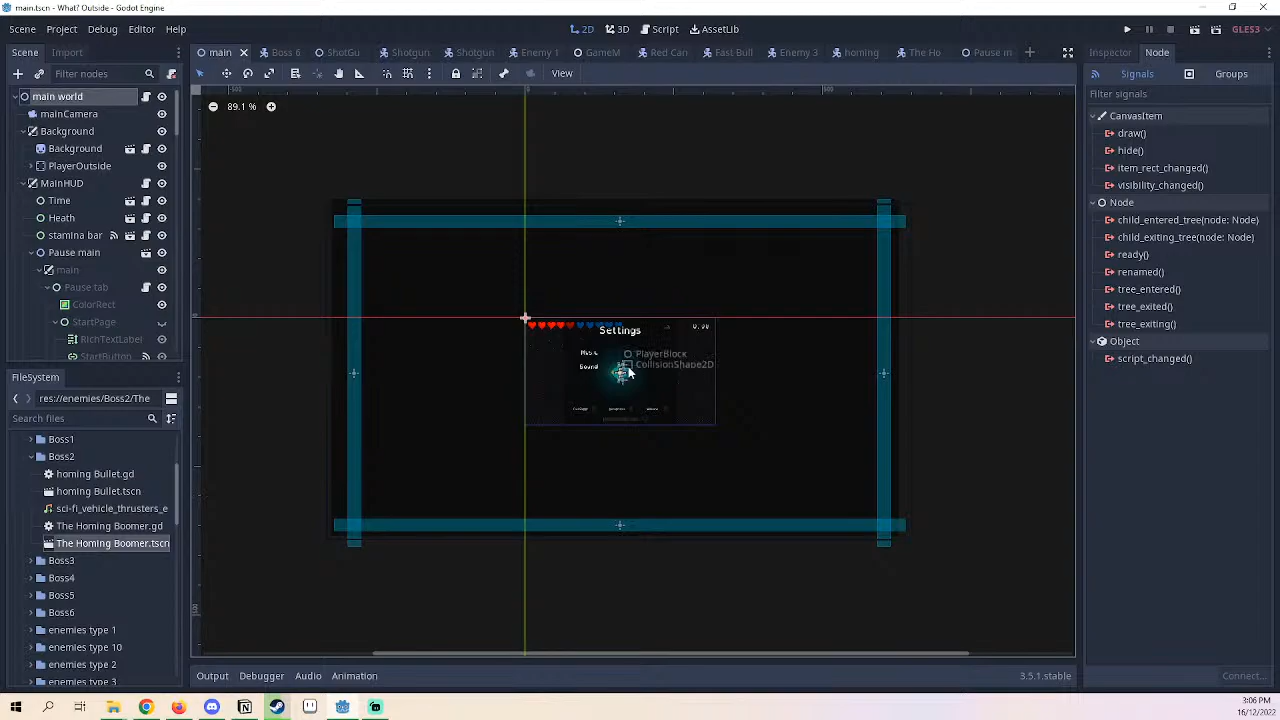 main.tscn - What? Outside - Godot Engine
Scene Project Debug Editor Help
2D 3D Script AssetLib
GLES3
Scene Import
main Boss 6 ShotGu Shotgun Shotgun Enemy 1 GameM Red Can Fast Bull Enemy 3 homing The Ho Pause m
Inspector Node
Filter nodes
View
Signals Groups
Filter signals
main world
mainCamera
Background
Background
PlayerOutside
MainHUD
Time
Heath
stamina bar
Pause main
main
Pause tab
ColorRect
StartPage
RichTextLabel
StartButton
89.1 %
Settings
0.00
Music
Sound
PlayerBlock
CollisionShape2D
CanvasItem
draw()
hide()
item_rect_changed()
visibility_changed()
Node
child_entered_tree(node: Node)
child_exiting_tree(node: Node)
ready()
renamed()
tree_entered()
tree_exited()
tree_exiting()
Object
script_changed()
FileSystem
res://enemies/Boss2/The
Search files
Boss1
Boss2
homing Bullet.gd
homing Bullet.tscn
sci-fi_vehicle_thrusters_e
The Homing Boomer.gd
The Homing Boomer.tscn
Boss3
Boss4
Boss5
Boss6
enemies type 1
enemies type 10
enemies type 2
enemies type 3
Output Debugger Audio Animation
3.5.1.stable
Connect...
3:06 PM
16/12/2022